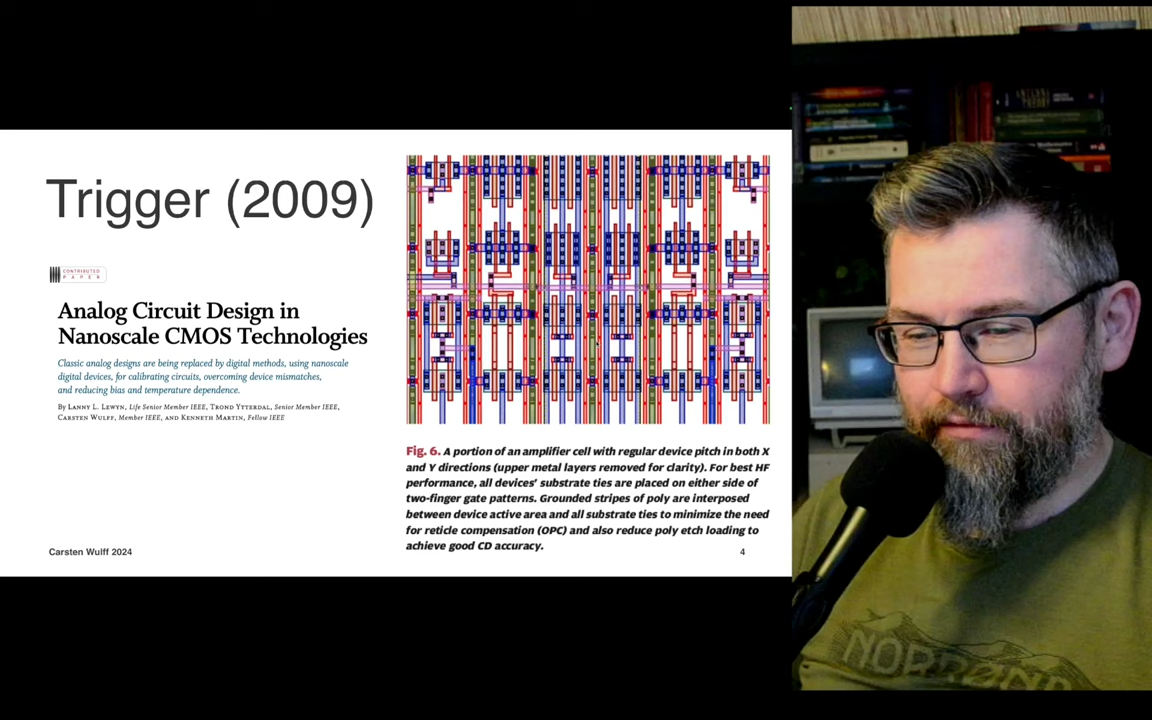 Trigger (2009)
CONTRIBUTED
PAPER
Analog Circuit Design in
Nanoscale CMOS Technologies
Classic analog designs are being replaced by digital methods, using nanoscale
digital devices, for calibrating circuits, overcoming device mismatches,
and reducing bias and temperature dependence.
By Lanny L. Lewyn, Life Senior Member IEEE, Trond Ytterdal, Senior Member IEEE,
Carsten Wulff, Member IEEE, and Kenneth Martin, Fellow IEEE
Fig. 6. A portion of an amplifier cell with regular device pitch in both X
and Y directions (upper metal layers removed for clarity). For best HF
performance, all devices' substrate ties are placed on either side of
two-finger gate patterns. Grounded stripes of poly are interposed
between device active area and all substrate ties to minimize the need
for reticle compensation (OPC) and also reduce poly etch loading to
achieve good CD accuracy.
Carsten Wulff 2024
4